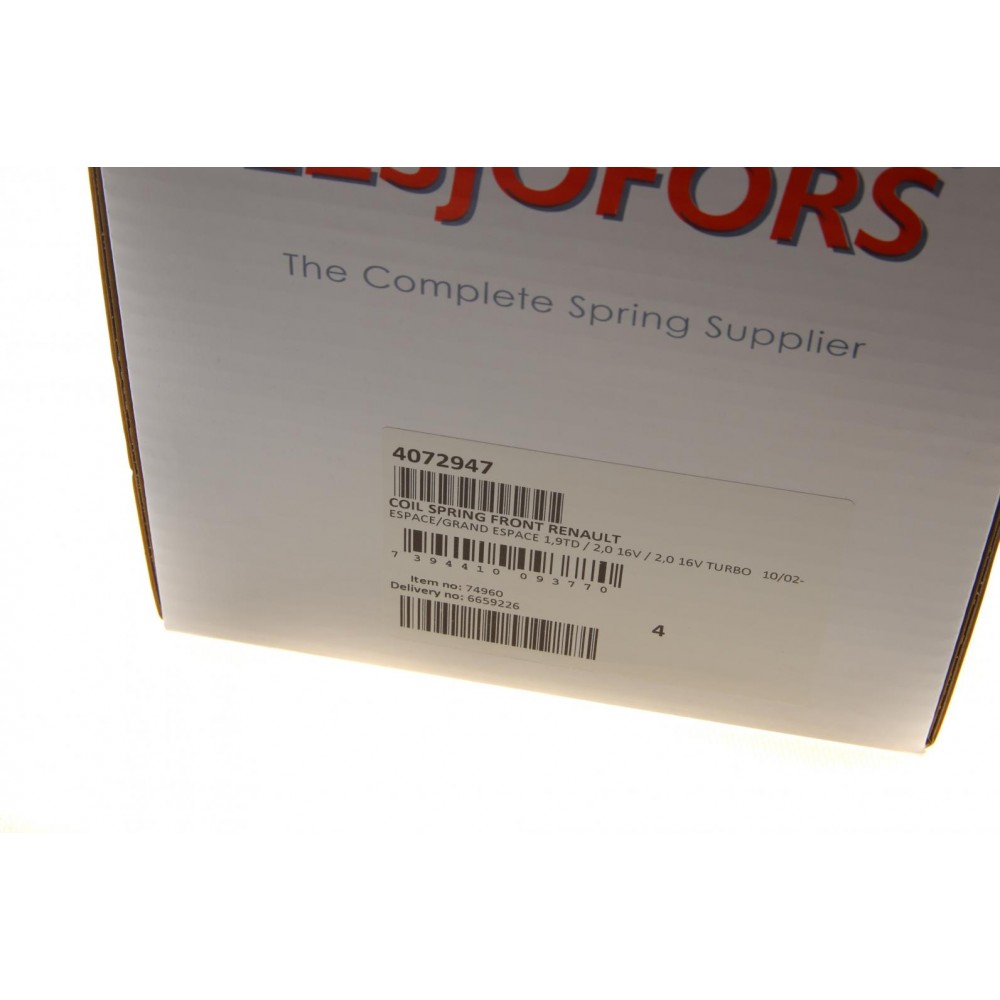 LESJÖFORS
The Complete Spring Supplier
4072947
COIL SPRING FRONT RENAULT
ESPACE/GRAND ESPACE 1,9TD / 2,0 16V / 2,0 16V TURBO 10/02-
7 394410 093770
Item no: 74960
Delivery no: 6659226
4